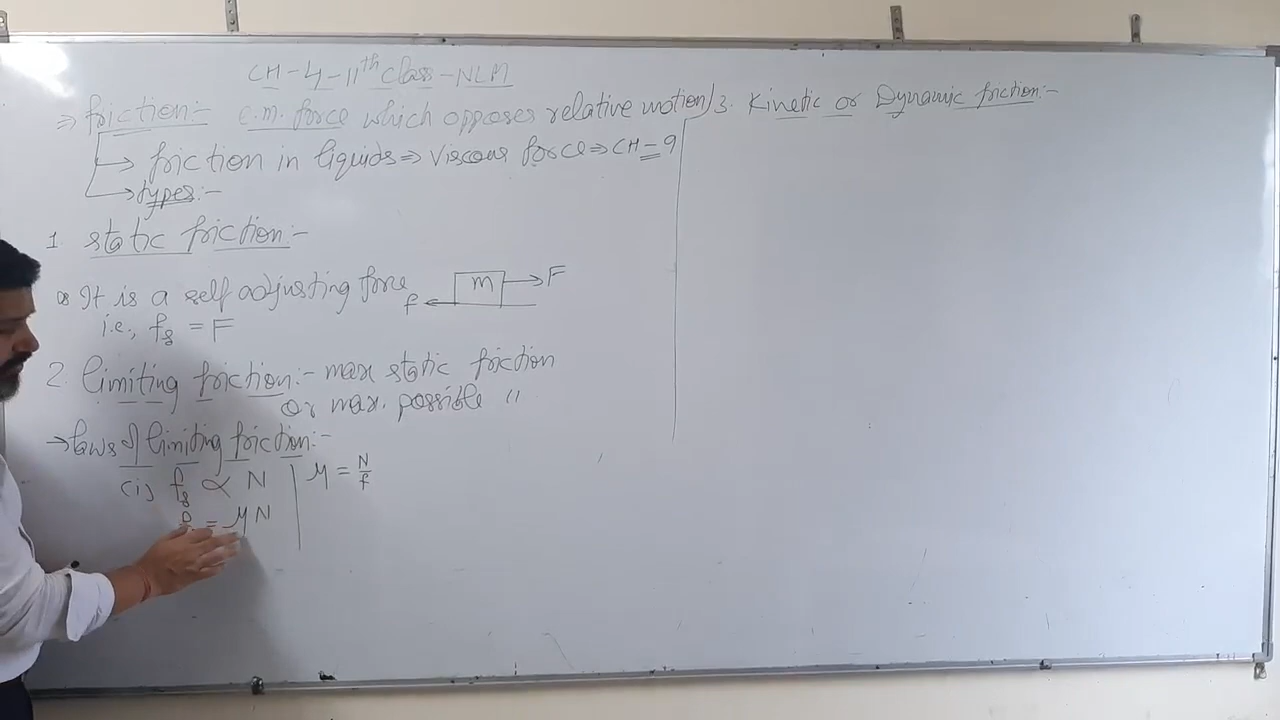 CH-4-11th class-NLM
⇒ friction:- e.m. force which opposes relative motion/
→ friction in liquids ⇒ Viscous force ⇒ CH=9
→ types:-
1. static friction:-
It is a self adjusting force
i.e., fs = F
f m F
2. limiting friction:- max static friction
or max. possible "
→ laws of limiting friction:-
(i) fs ∝ N
= μN
μ = N/f
3. Kinetic or Dynamic friction:-